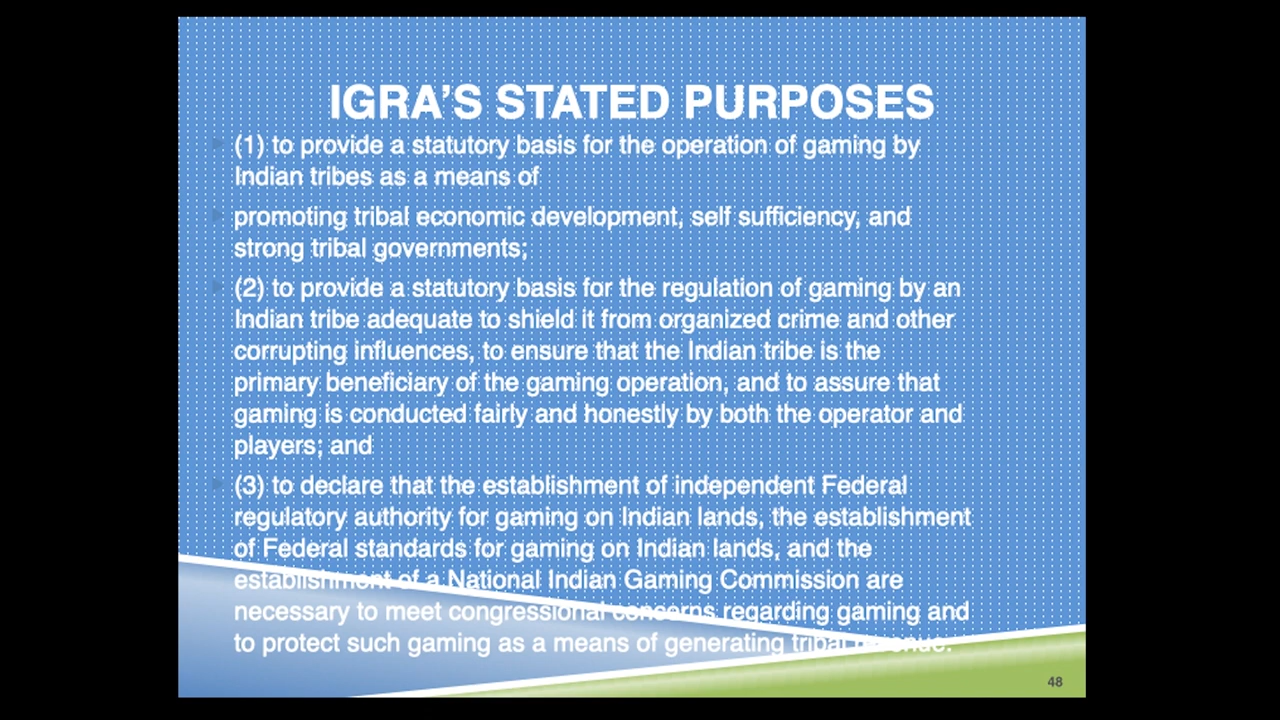 IGRA'S STATED PURPOSES
(1) to provide a statutory basis for the operation of gaming by
Indian tribes as a means of
promoting tribal economic development, self sufficiency, and
strong tribal governments;
(2) to provide a statutory basis for the regulation of gaming by an
Indian tribe adequate to shield it from organized crime and other
corrupting influences, to ensure that the Indian tribe is the
primary beneficiary of the gaming operation, and to assure that
gaming is conducted fairly and honestly by both the operator and
players; and
(3) to declare that the establishment of independent Federal
regulatory authority for gaming on Indian lands, the establishment
of Federal standards for gaming on Indian lands, and the
establishment of a National Indian Gaming Commission are
necessary to meet congressional concerns regarding gaming and
to protect such gaming as a means of generating tribal revenue.
48